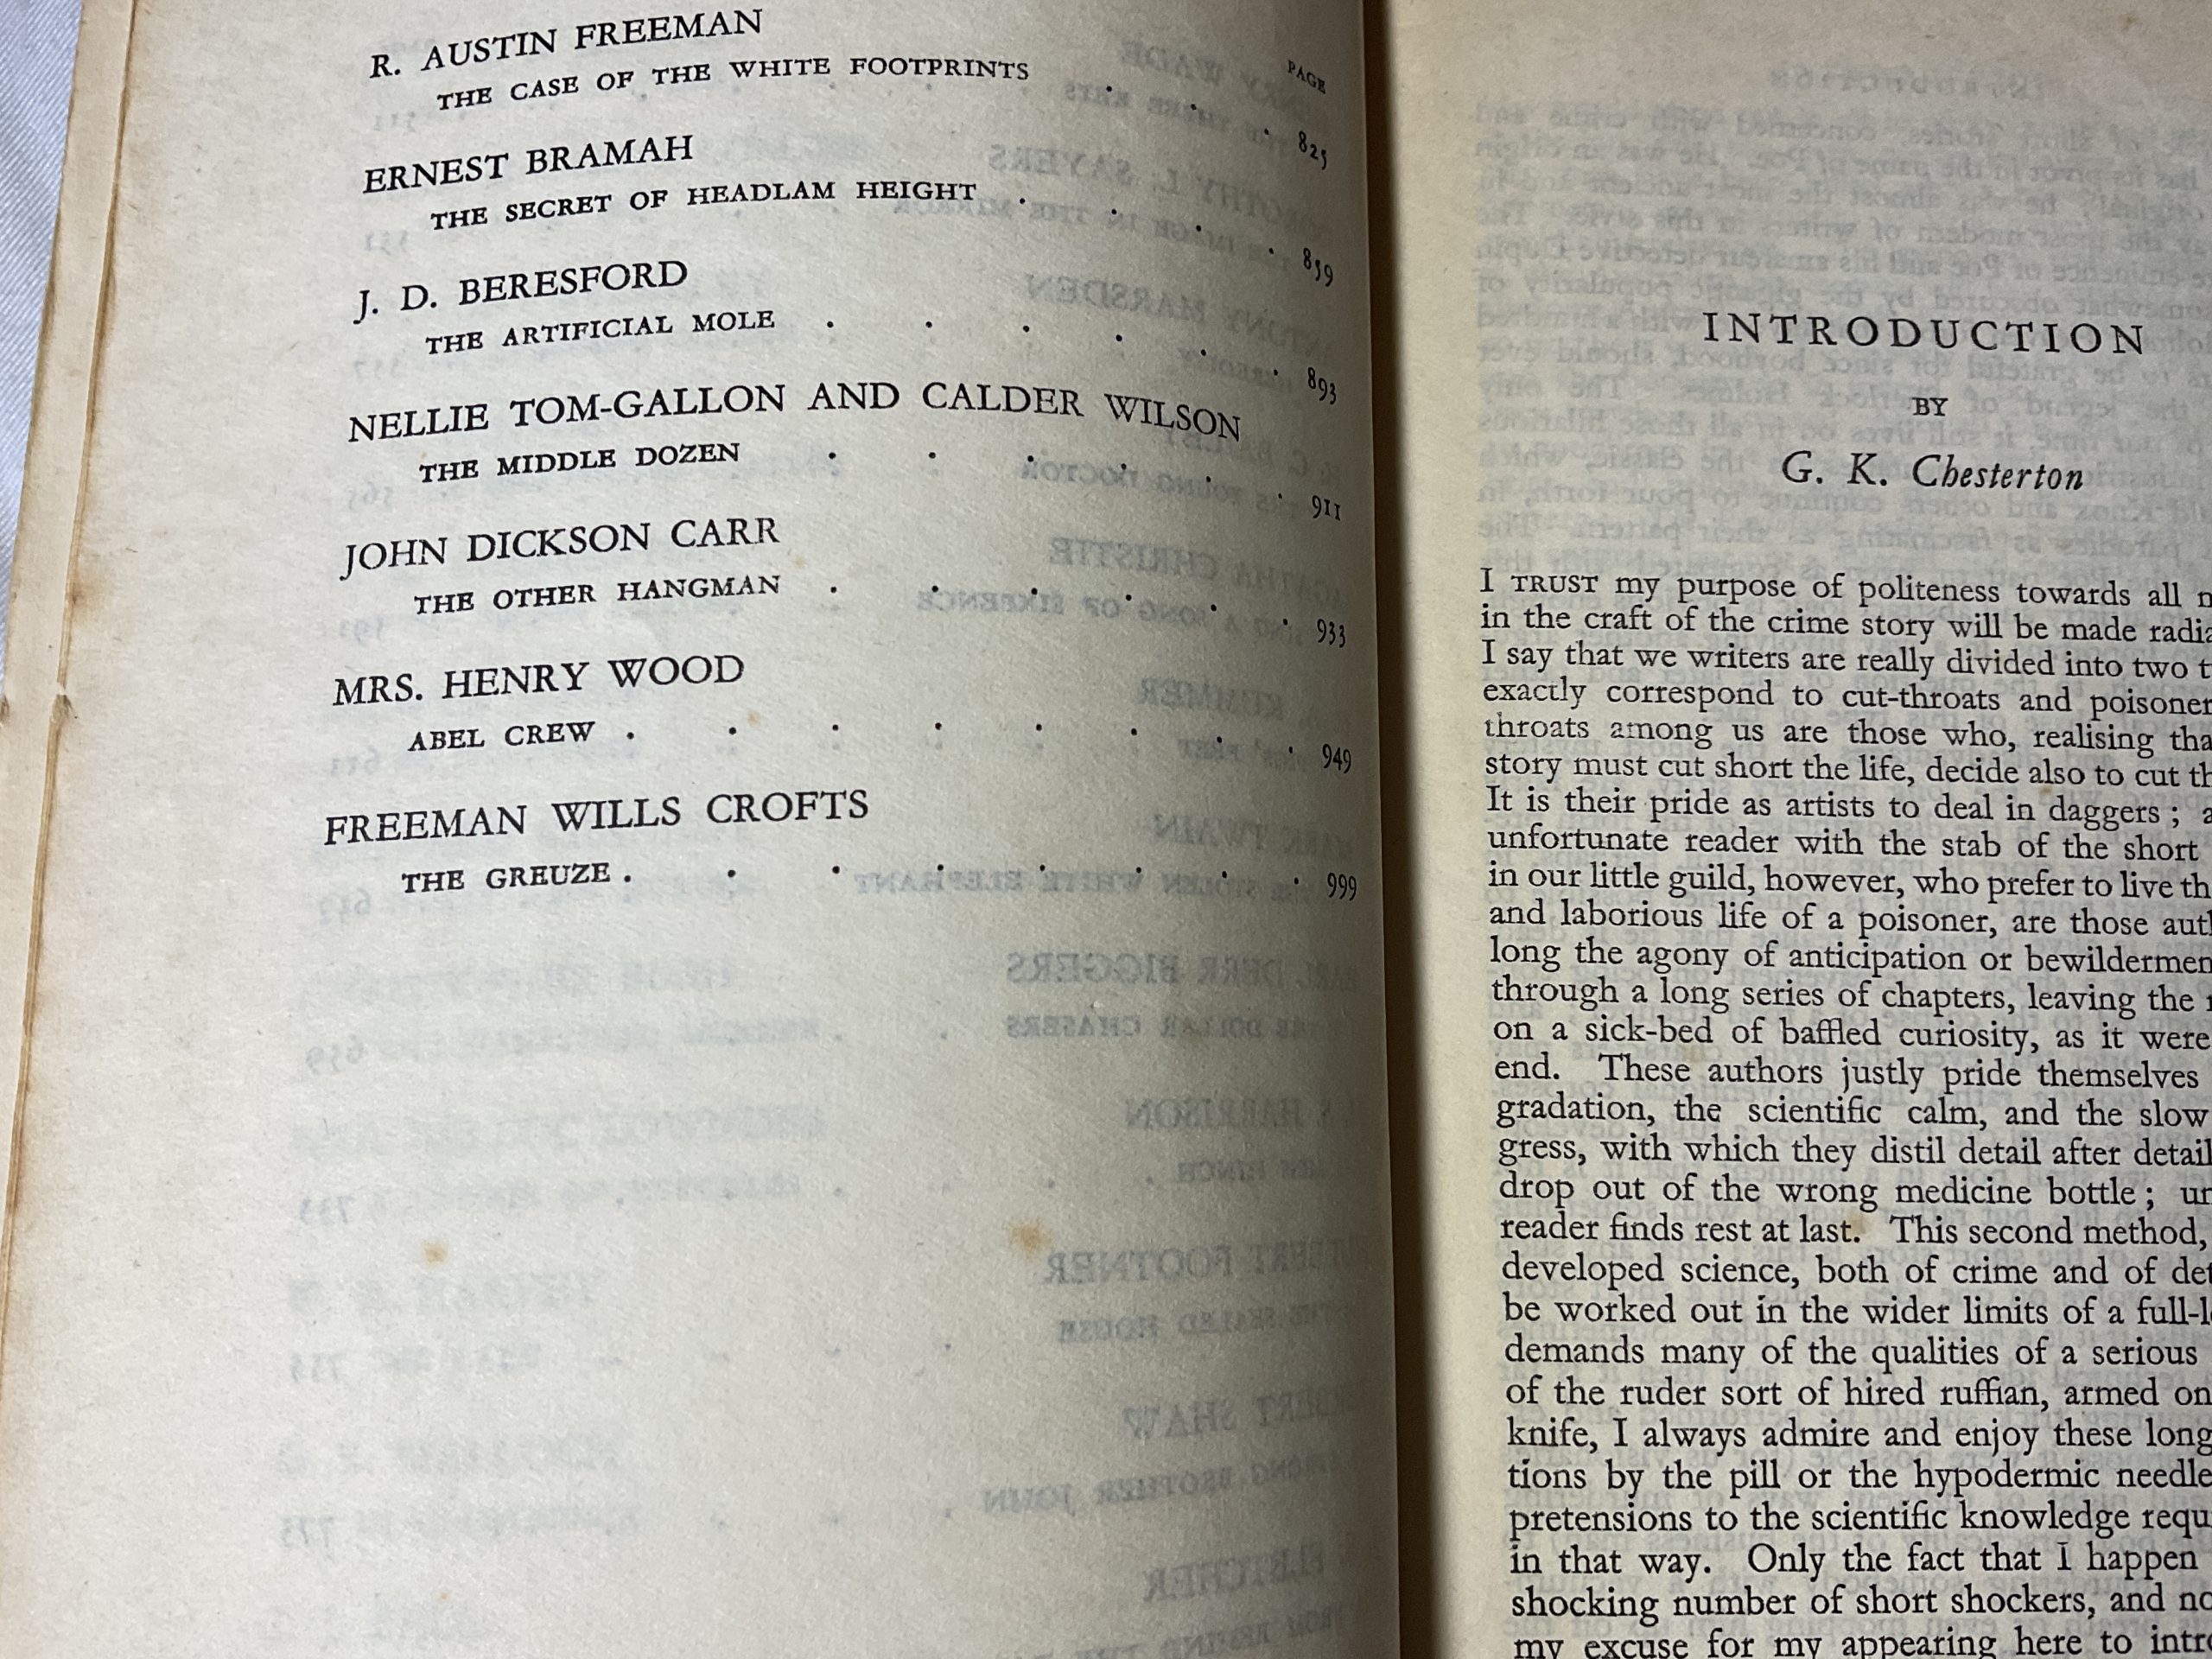 PAGE
R. AUSTIN FREEMAN
THE CASE OF THE WHITE FOOTPRINTS . . . 825
ERNEST BRAMAH
THE SECRET OF HEADLAM HEIGHT . . . . 859
J. D. BERESFORD
THE ARTIFICIAL MOLE . . . . . . 893
NELLIE TOM-GALLON AND CALDER WILSON
THE MIDDLE DOZEN . . . . . . 911
JOHN DICKSON CARR
THE OTHER HANGMAN . . . . . . 933
MRS. HENRY WOOD
ABEL CREW . . . . . . . . 949
FREEMAN WILLS CROFTS
THE GREUZE . . . . . . . . 999
INTRODUCTION
BY
G. K. Chesterton
I TRUST my purpose of politeness towards all
in the craft of the crime story will be made
I say that we writers are really divided into two
exactly correspond to cut-throats and
throats among us are those who, realising
story must cut short the life, decide also to cut
It is their pride as artists to deal in daggers ;
unfortunate reader with the stab of the short
in our little guild, however, who prefer to live
and laborious life of a poisoner, are those
long the agony of anticipation or
through a long series of chapters, leaving the
on a sick-bed of baffled curiosity, as it were
end. These authors justly pride themselves
gradation, the scientific calm, and the slow
gress, with which they distil detail after detail
drop out of the wrong medicine bottle ;
reader finds rest at last. This second method,
developed science, both of crime and of
be worked out in the wider limits of a
demands many of the qualities of a serious
of the ruder sort of hired ruffian, armed
knife, I always admire and enjoy these long
tions by the pill or the hypodermic needle
pretensions to the scientific knowledge
in that way. Only the fact that I happen
shocking number of short shockers, and
my excuse for my appearing here to